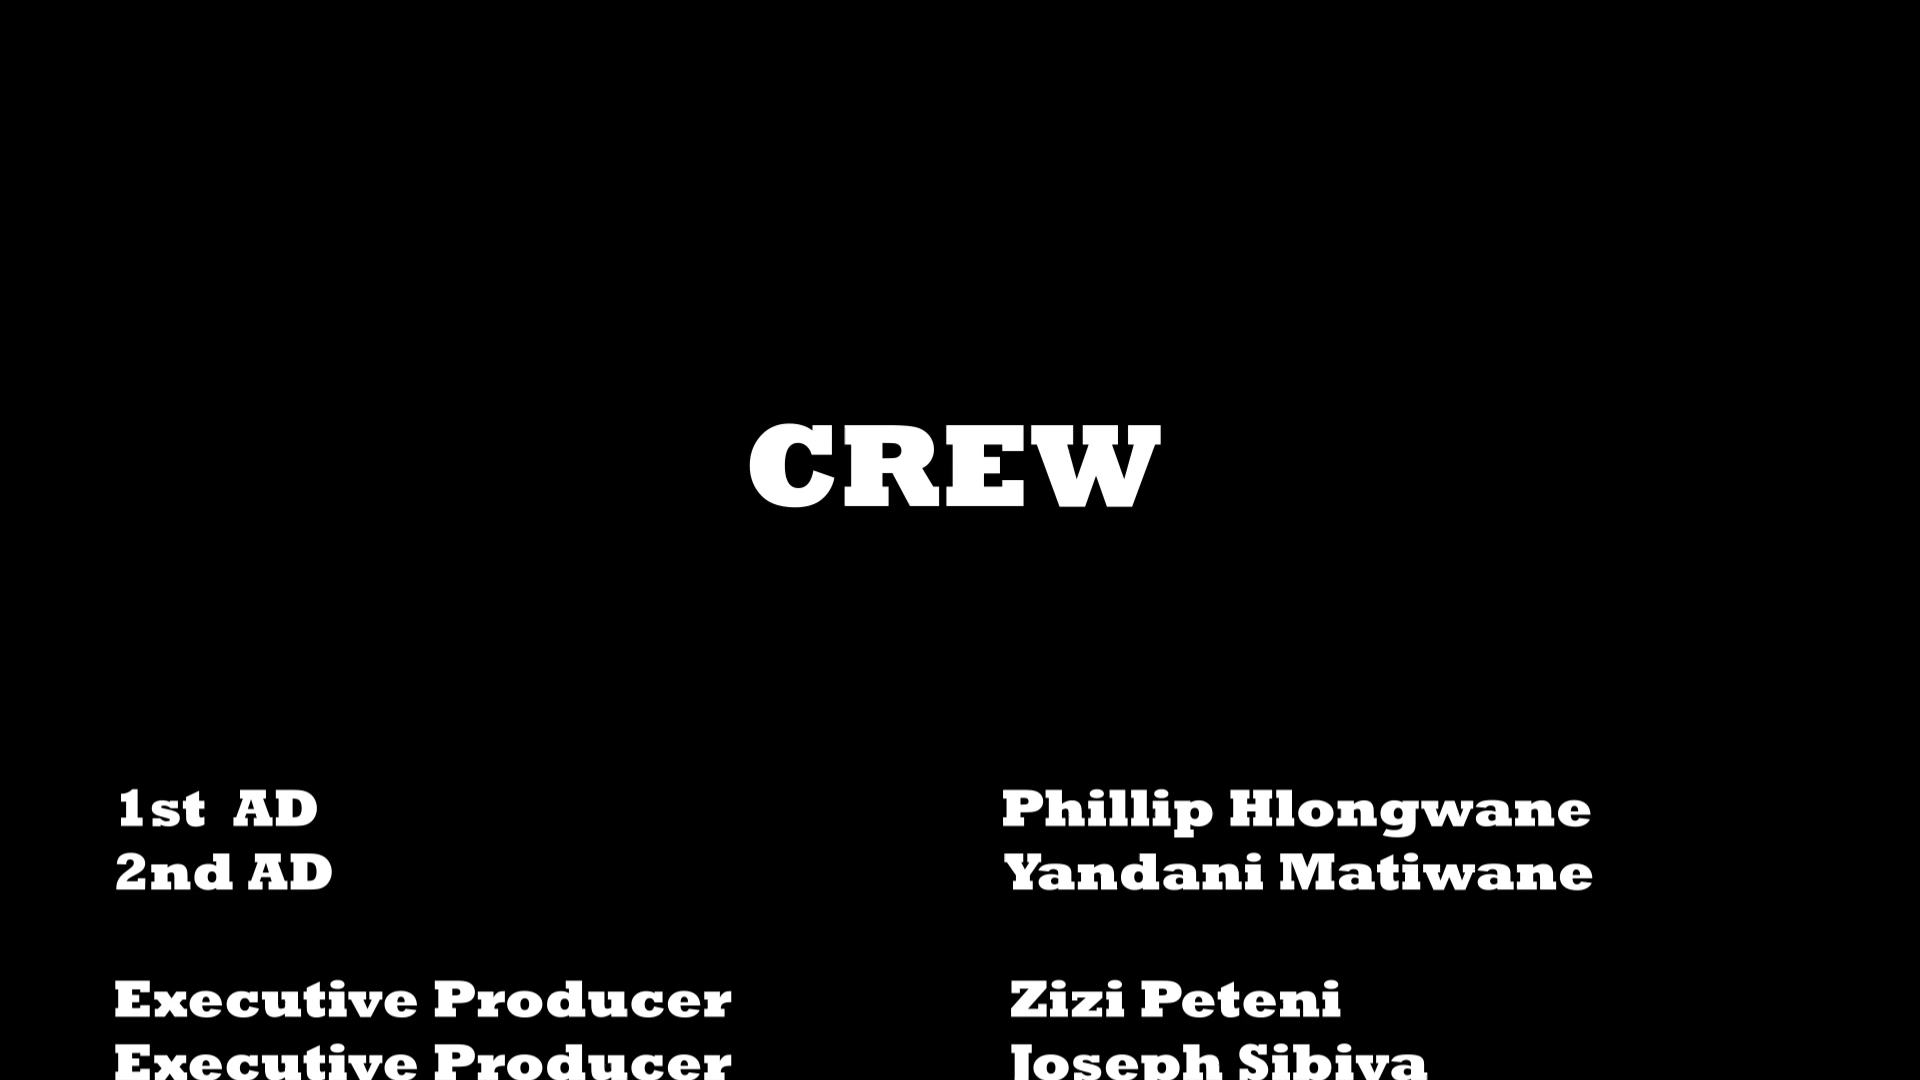 CREW
1st AD Phillip Hlongwane
2nd AD Yandani Matiwane
Executive Producer Zizi Peteni
Executive Producer Joseph Sibiya